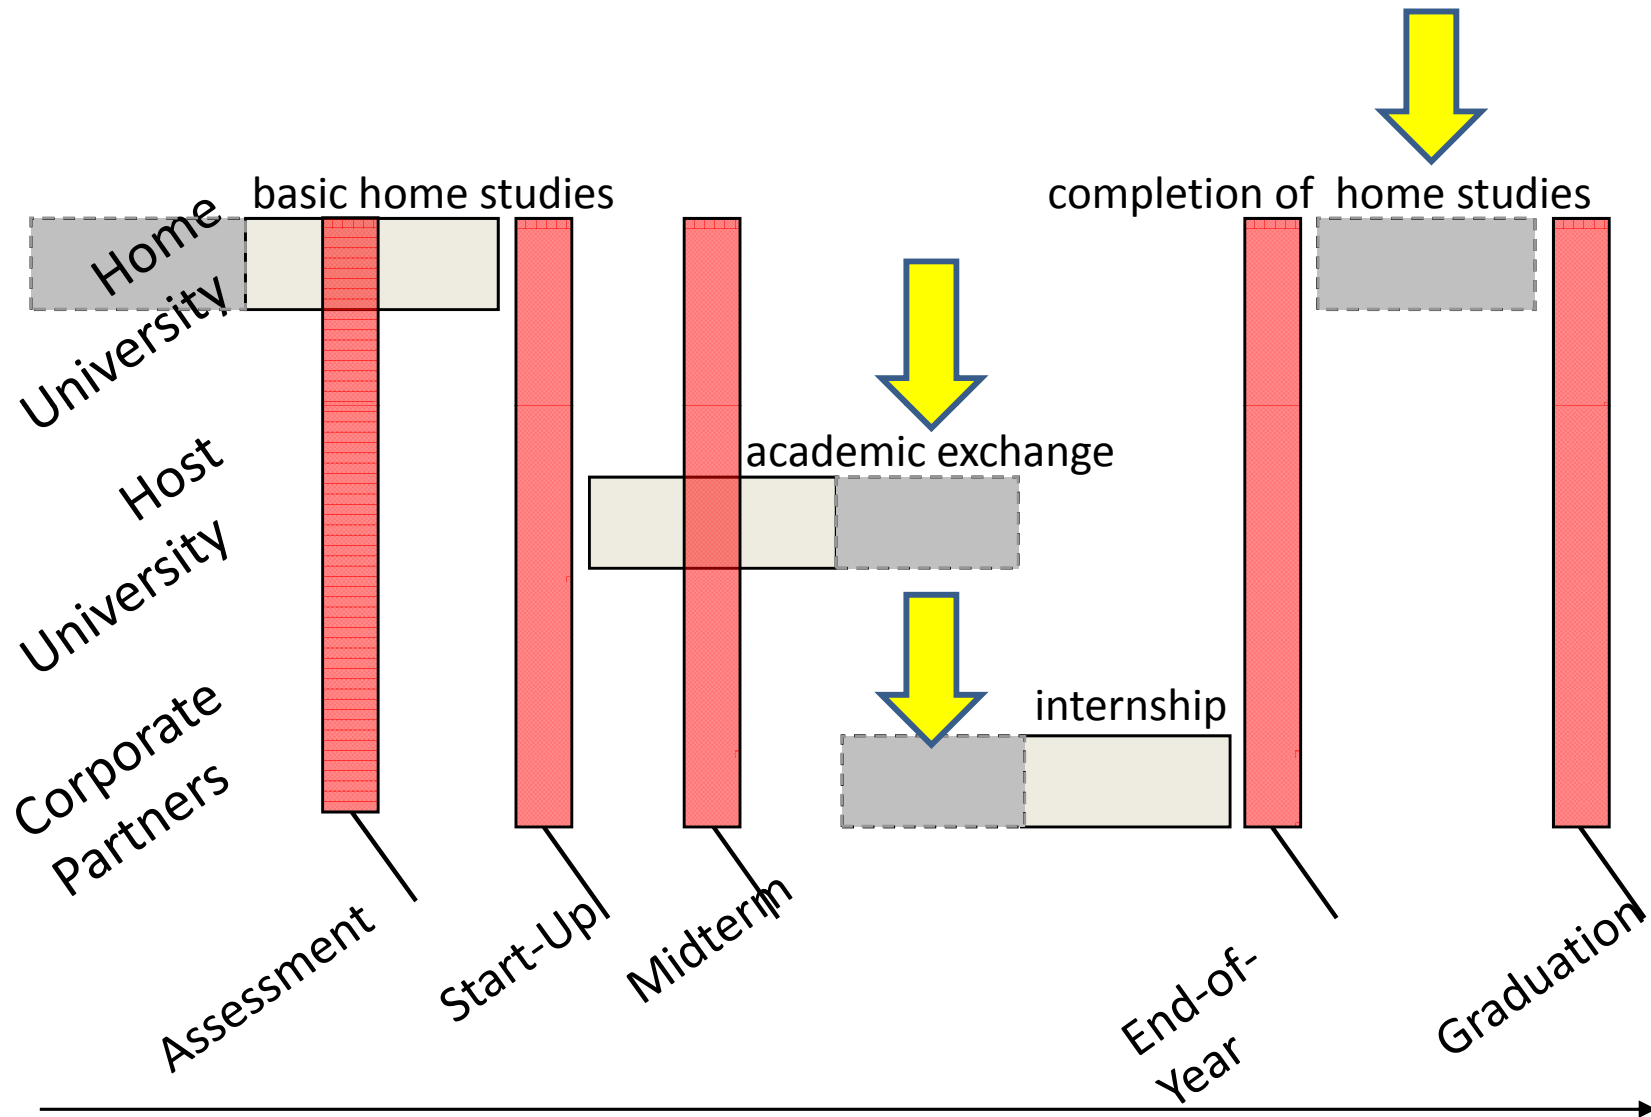 basic home studies
completion of  home studies
Home
University
academic exchange
Host
University
internship
Corporate
Partners
Assessment
Start-Up
Midterm
End-of-
Year
Graduation